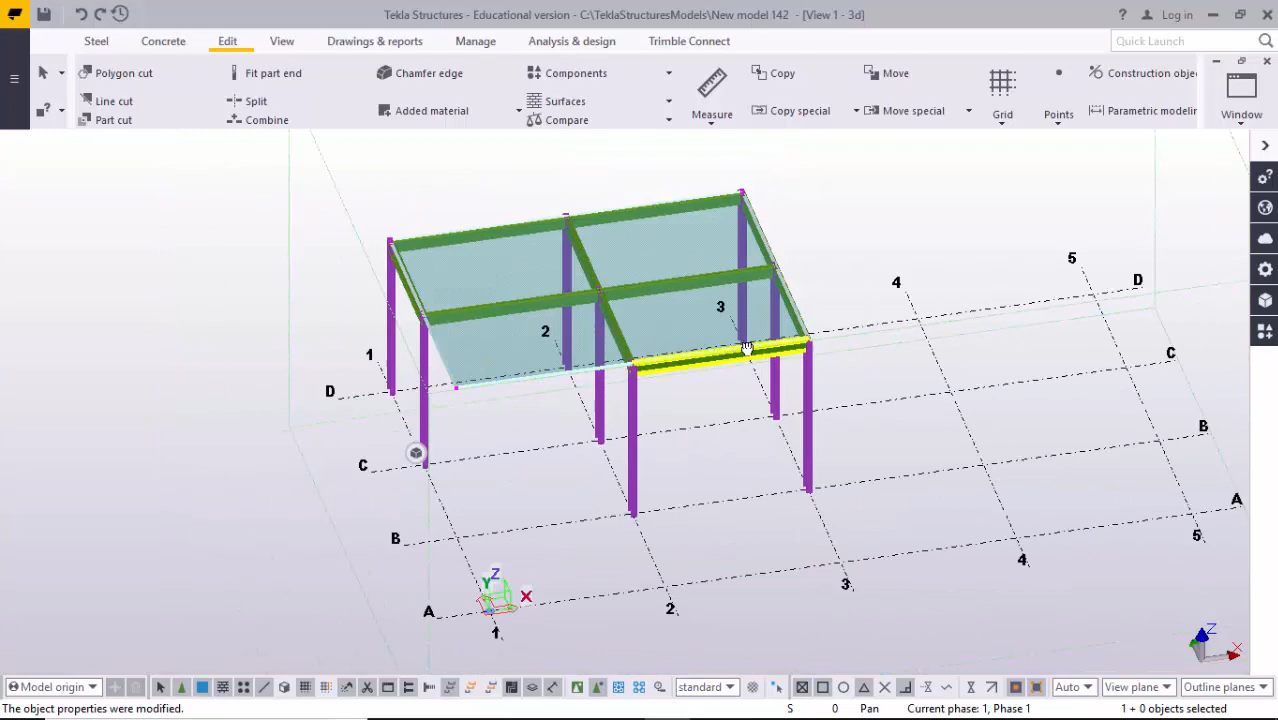 Tekla Structures - Educational version - C:\TeklaStructuresModels\New model 142 - [View 1 - 3d]
Log in
Steel Concrete Edit View Drawings & reports Manage Analysis & design Trimble Connect
Quick Launch
Polygon cut
Line cut
Part cut
Fit part end
Split
Combine
Chamfer edge
Added material
Components
Surfaces
Compare
Measure
Copy
Copy special
Move
Move special
Grid
Points
Construction obje
Parametric modelin
Window
5
D
4
3
2
1
D
C
C
B
B
A
5
4
3
2
Z
Y
X
A
1
Z
X
Model origin
standard
Auto
View plane
Outline planes
The object properties were modified.
S 0 Pan Current phase: 1, Phase 1 1 + 0 objects selected